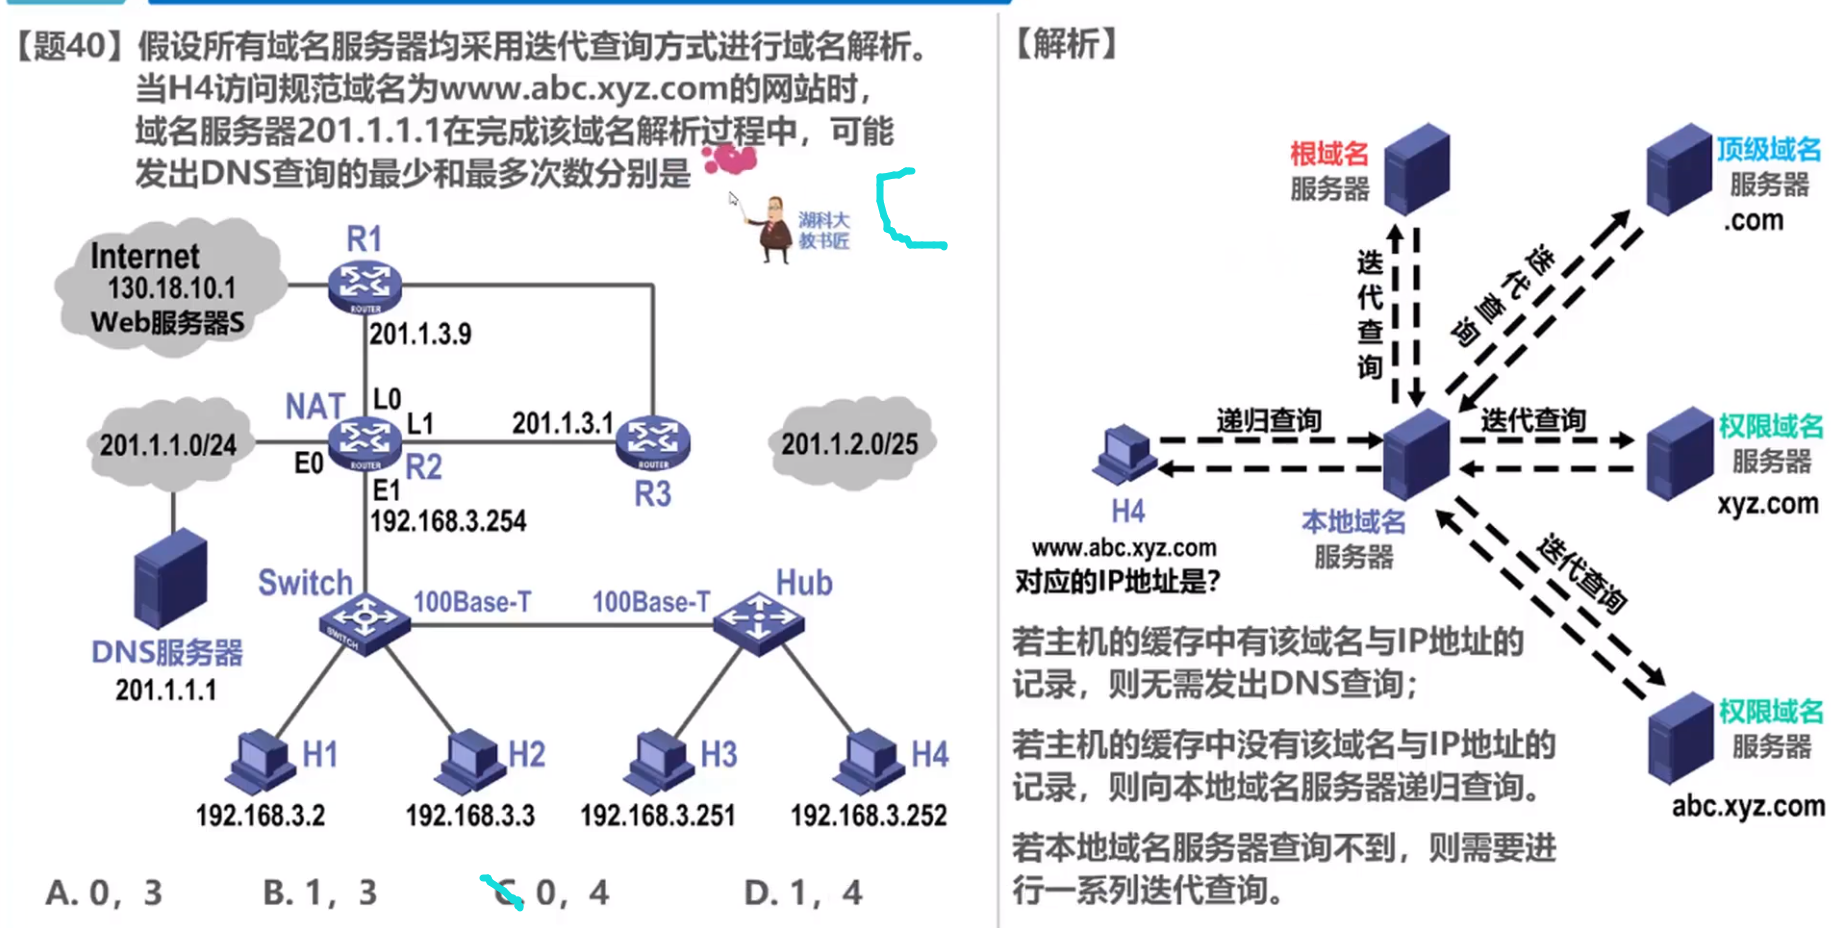 【题40】假设所有域名服务器均采用迭代查询方式进行域名解析。
当H4访问规范域名为www.abc.xyz.com的网站时，
域名服务器201.1.1.1在完成该域名解析过程中，可能
发出DNS查询的最少和最多次数分别是
湖科大
教书匠
Internet
130.18.10.1
Web服务器S
R1
ROUTER
201.1.3.9
NAT
L0
L1
201.1.3.1
201.1.1.0/24
E0
ROUTER
R2
ROUTER
R3
201.1.2.0/25
E1
192.168.3.254
Switch
100Base-T
100Base-T
Hub
SWITCH
DNS服务器
201.1.1.1
H1
H2
H3
H4
192.168.3.2
192.168.3.3
192.168.3.251
192.168.3.252
A. 0，3
B. 1，3
C. 0，4
D. 1，4
【解析】
根域名
服务器
顶级域名
服务器
.com
迭代查询
迭代查询
递归查询
迭代查询
权限域名
服务器
xyz.com
H4
www.abc.xyz.com
对应的IP地址是？
本地域名
服务器
迭代查询
权限域名
服务器
abc.xyz.com
若主机的缓存中有该域名与IP地址的
记录，则无需发出DNS查询；
若主机的缓存中没有该域名与IP地址的
记录，则向本地域名服务器递归查询。
若本地域名服务器查询不到，则需要进
行一系列迭代查询。